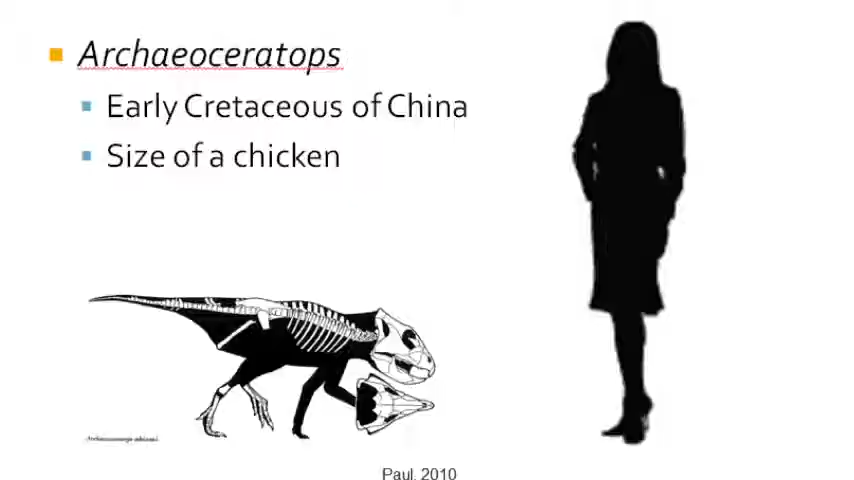 Archaeoceratops
Early Cretaceous of China
Size of a chicken
Paul, 2010